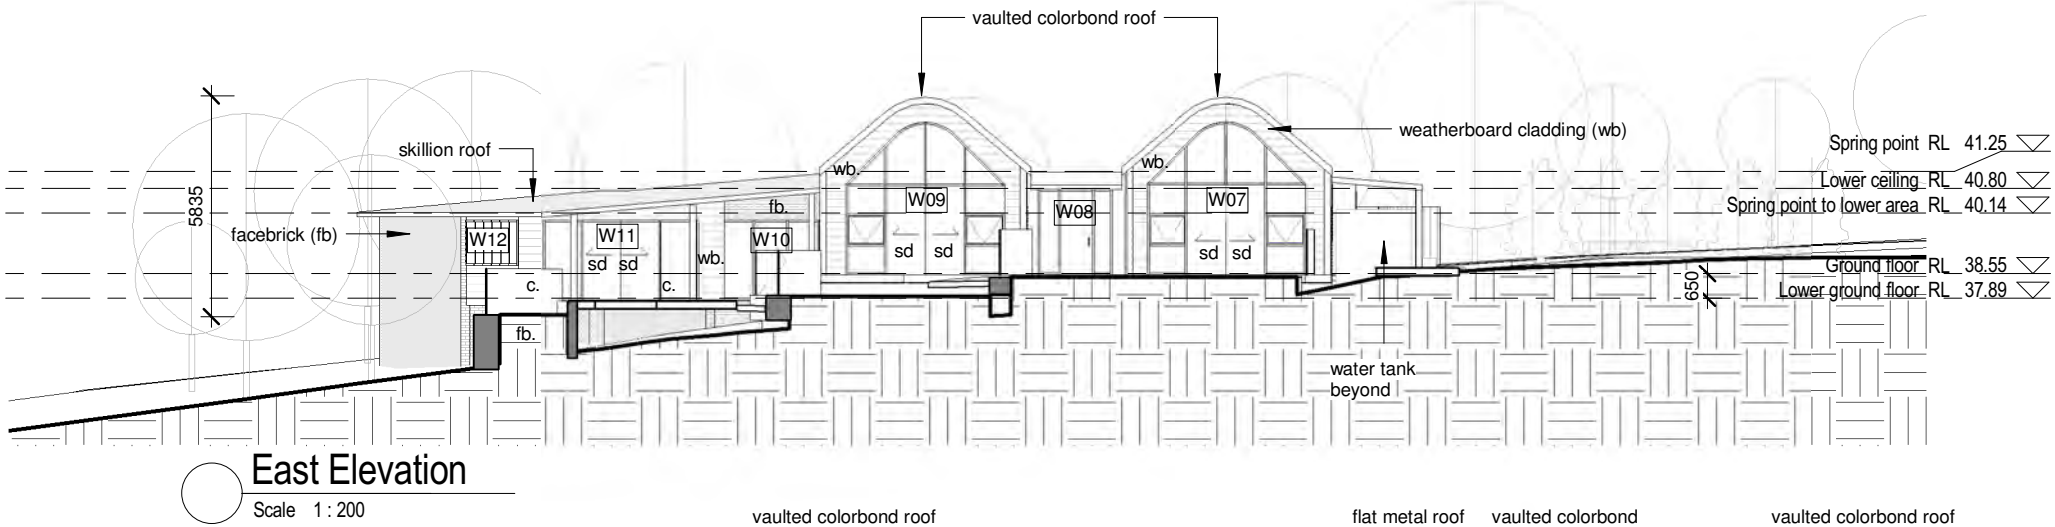 vaulted colorbond roof
skillion roof
weatherboard cladding (wb)
Spring point RL 41.25
wb.
wb.
Lower ceiling RL 40.80
5835
W09
W07
Spring point to lower area RL 40.14
fb.
W08
facebrick (fb)
W12
W11
W10
sd sd
sd sd
wb.
sd sd
Ground floor RL 38.55
c.
c.
650
Lower ground floor RL 37.89
fb.
water tank
beyond
East Elevation
Scale 1 : 200
vaulted colorbond roof
flat metal roof
vaulted colorbond
vaulted colorbond roof